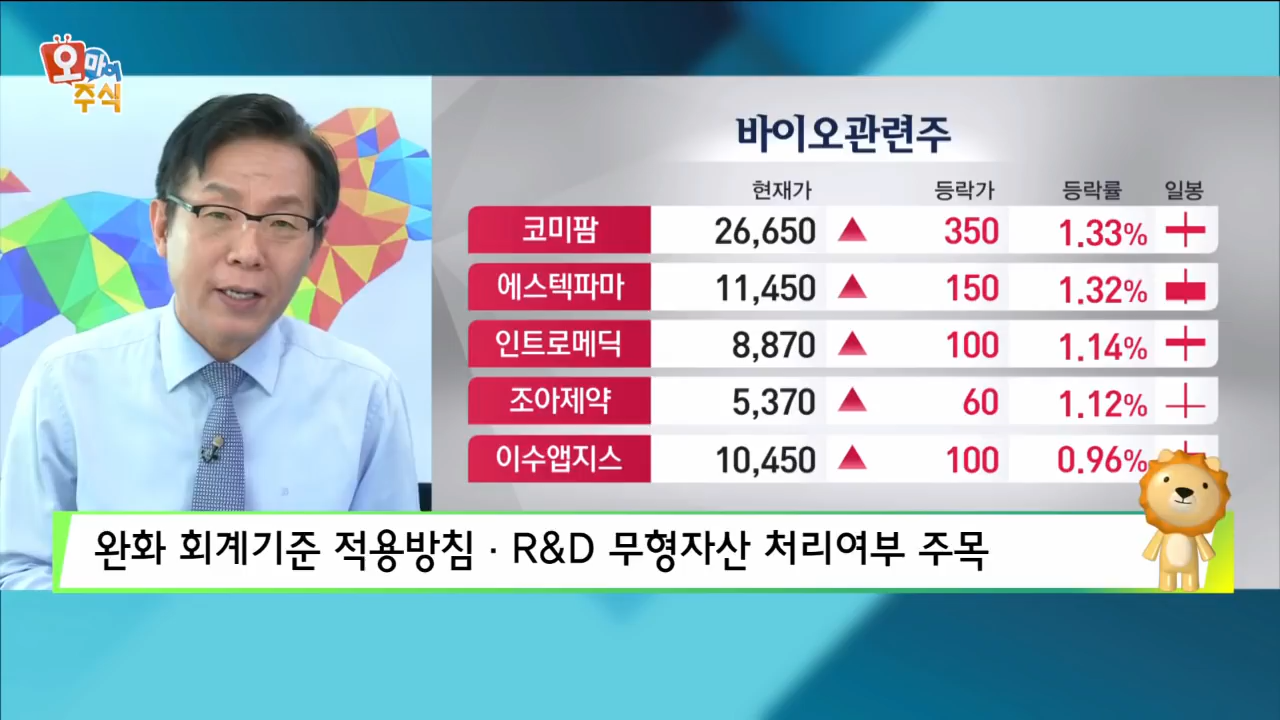 오마이
주식
바이오관련주
현재가 등락가 등락률 일봉
코미팜 26,650 ▲ 350 1.33%
에스텍파마 11,450 ▲ 150 1.32%
인트로메딕 8,870 ▲ 100 1.14%
조아제약 5,370 ▲ 60 1.12%
이수앱지스 10,450 ▲ 100 0.96%
완화 회계기준 적용방침 · R&D 무형자산 처리여부 주목